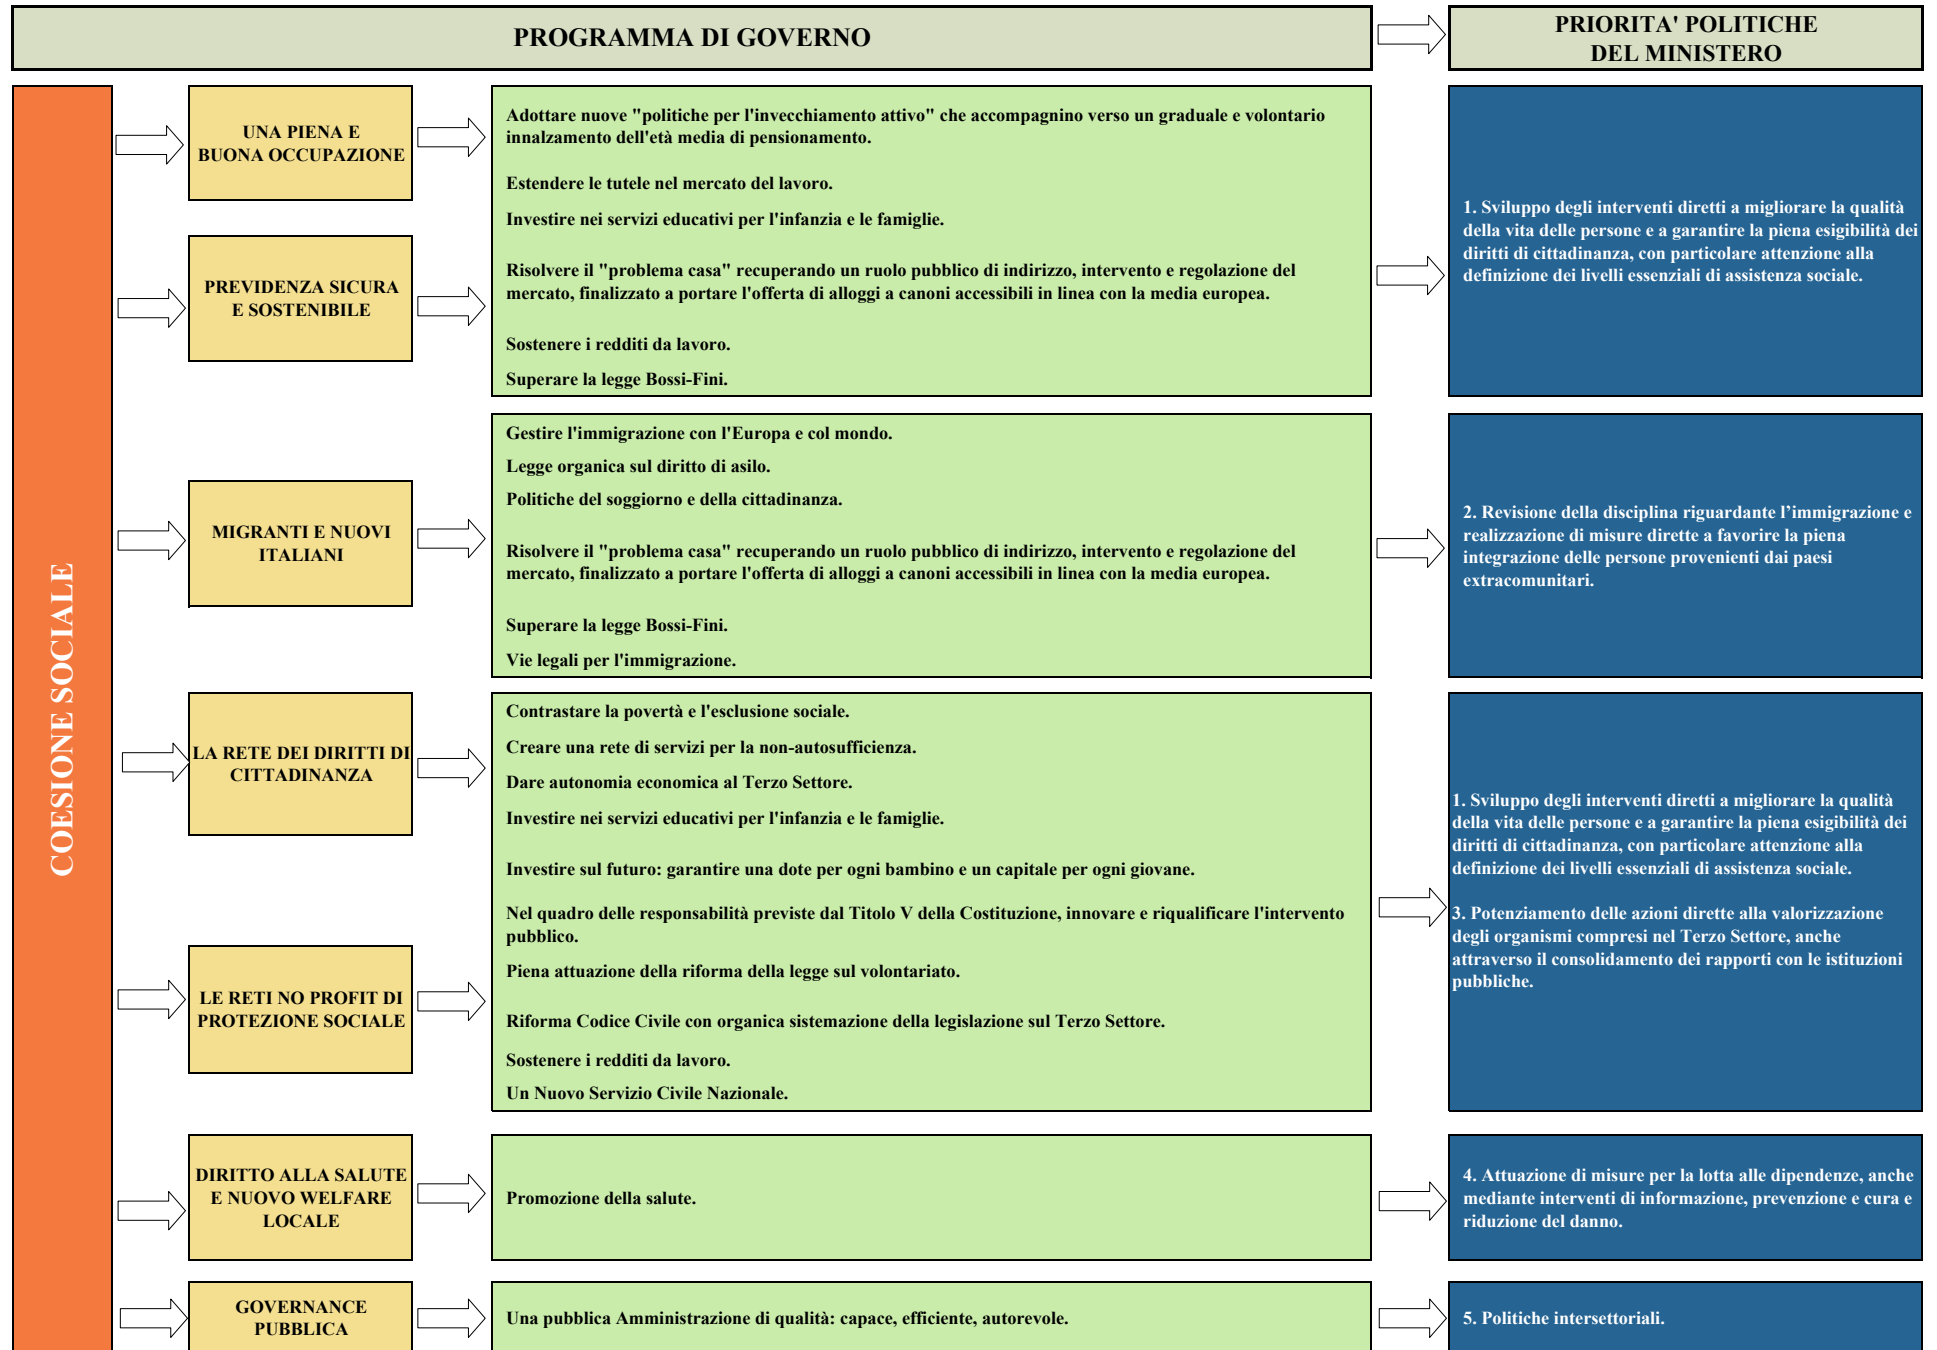 PROGRAMMA DI GOVERNO
PRIORITA' POLITICHE
DEL MINISTERO
COESIONE SOCIALE
UNA PIENA E
BUONA OCCUPAZIONE
PREVIDENZA SICURA
E SOSTENIBILE
Adottare nuove "politiche per l'invecchiamento attivo" che accompagnino verso un graduale e volontario
innalzamento dell'età media di pensionamento.
Estendere le tutele nel mercato del lavoro.
Investire nei servizi educativi per l'infanzia e le famiglie.
Risolvere il "problema casa" recuperando un ruolo pubblico di indirizzo, intervento e regolazione del
mercato, finalizzato a portare l'offerta di alloggi a canoni accessibili in linea con la media europea.
Sostenere i redditi da lavoro.
Superare la legge Bossi-Fini.
1. Sviluppo degli interventi diretti a migliorare la qualità
della vita delle persone e a garantire la piena esigibilità dei
diritti di cittadinanza, con particolare attenzione alla
definizione dei livelli essenziali di assistenza sociale.
MIGRANTI E NUOVI
ITALIANI
Gestire l'immigrazione con l'Europa e col mondo.
Legge organica sul diritto di asilo.
Politiche del soggiorno e della cittadinanza.
Risolvere il "problema casa" recuperando un ruolo pubblico di indirizzo, intervento e regolazione del
mercato, finalizzato a portare l'offerta di alloggi a canoni accessibili in linea con la media europea.
Superare la legge Bossi-Fini.
Vie legali per l'immigrazione.
2. Revisione della disciplina riguardante l’immigrazione e
realizzazione di misure dirette a favorire la piena
integrazione delle persone provenienti dai paesi
extracomunitari.
LA RETE DEI DIRITTI DI
CITTADINANZA
LE RETI NO PROFIT DI
PROTEZIONE SOCIALE
Contrastare la povertà e l'esclusione sociale.
Creare una rete di servizi per la non-autosufficienza.
Dare autonomia economica al Terzo Settore.
Investire nei servizi educativi per l'infanzia e le famiglie.
Investire sul futuro: garantire una dote per ogni bambino e un capitale per ogni giovane.
Nel quadro delle responsabilità previste dal Titolo V della Costituzione, innovare e riqualificare l'intervento
pubblico.
Piena attuazione della riforma della legge sul volontariato.
Riforma Codice Civile con organica sistemazione della legislazione sul Terzo Settore.
Sostenere i redditi da lavoro.
Un Nuovo Servizio Civile Nazionale.
1. Sviluppo degli interventi diretti a migliorare la qualità
della vita delle persone e a garantire la piena esigibilità dei
diritti di cittadinanza, con particolare attenzione alla
definizione dei livelli essenziali di assistenza sociale.
3. Potenziamento delle azioni dirette alla valorizzazione
degli organismi compresi nel Terzo Settore, anche
attraverso il consolidamento dei rapporti con le istituzioni
pubbliche.
DIRITTO ALLA SALUTE
E NUOVO WELFARE
LOCALE
Promozione della salute.
4. Attuazione di misure per la lotta alle dipendenze, anche
mediante interventi di informazione, prevenzione e cura e
riduzione del danno.
GOVERNANCE
PUBBLICA
Una pubblica Amministrazione di qualità: capace, efficiente, autorevole.
5. Politiche intersettoriali.